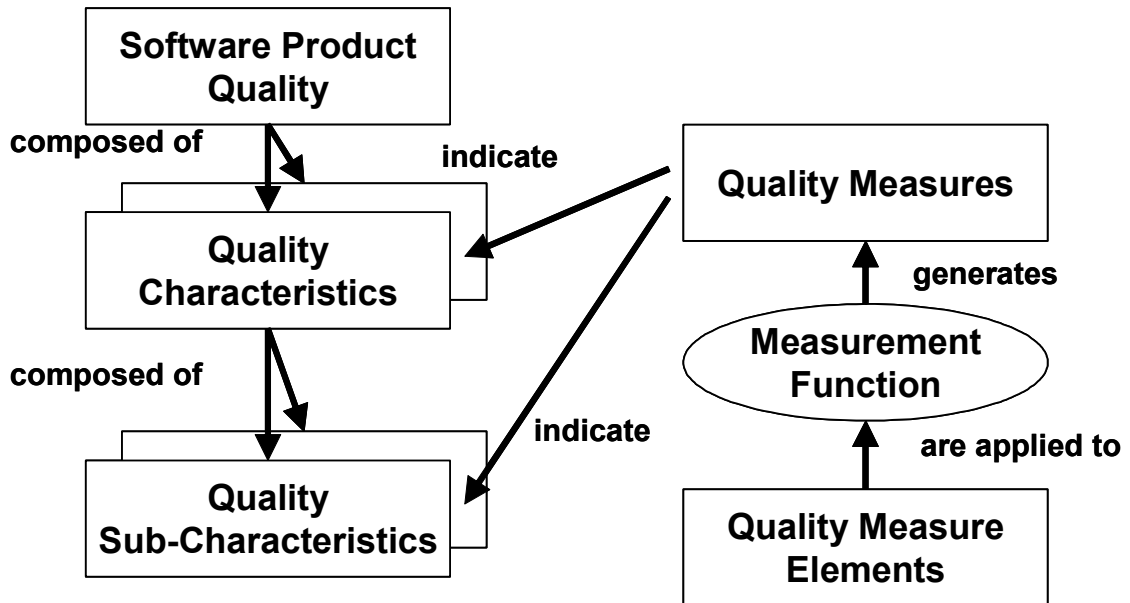 Software Product
Quality
composed of
indicate
Quality Measures
Quality
Characteristics
generates
Measurement
Function
composed of
indicate
are applied to
Quality
Sub-Characteristics
Quality Measure
Elements